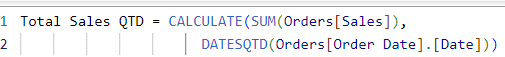 1 Total Sales QTD = CALCULATE(SUM(Orders[Sales]),
2 DATESQTD(Orders[Order Date].[Date]))